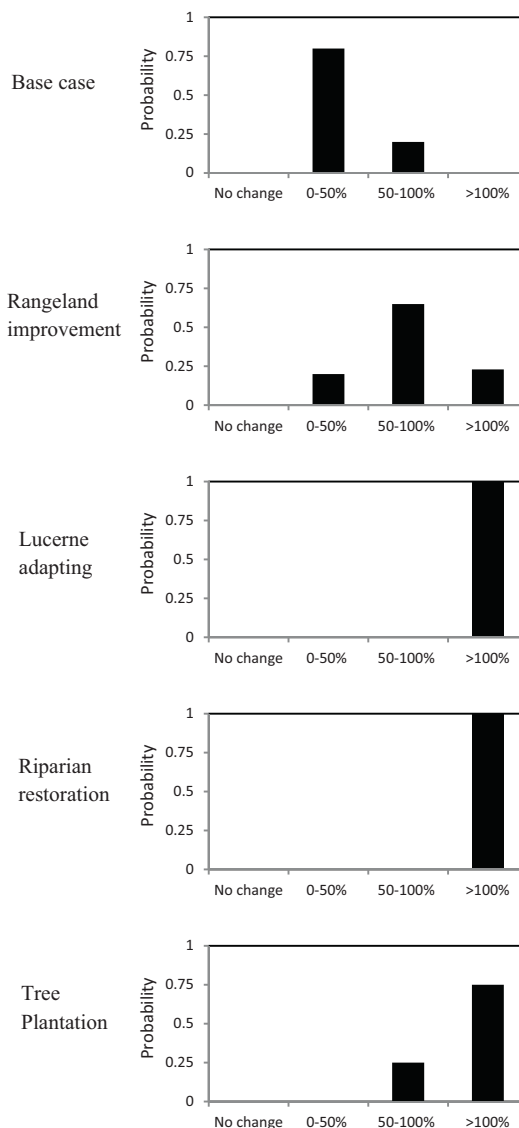 Base case
Probability
1
0.75
0.5
0.25
0
No change 0-50% 50-100% >100%
Rangeland
improvement
Probability
1
0.75
0.5
0.25
0
No change 0-50% 50-100% >100%
Lucerne
adapting
Probability
1
0.75
0.5
0.25
0
No change 0-50% 50-100% >100%
Riparian
restoration
Probability
1
0.75
0.5
0.25
0
No change 0-50% 50-100% >100%
Tree
Plantation
Probability
1
0.75
0.5
0.25
0
No change 0-50% 50-100% >100%